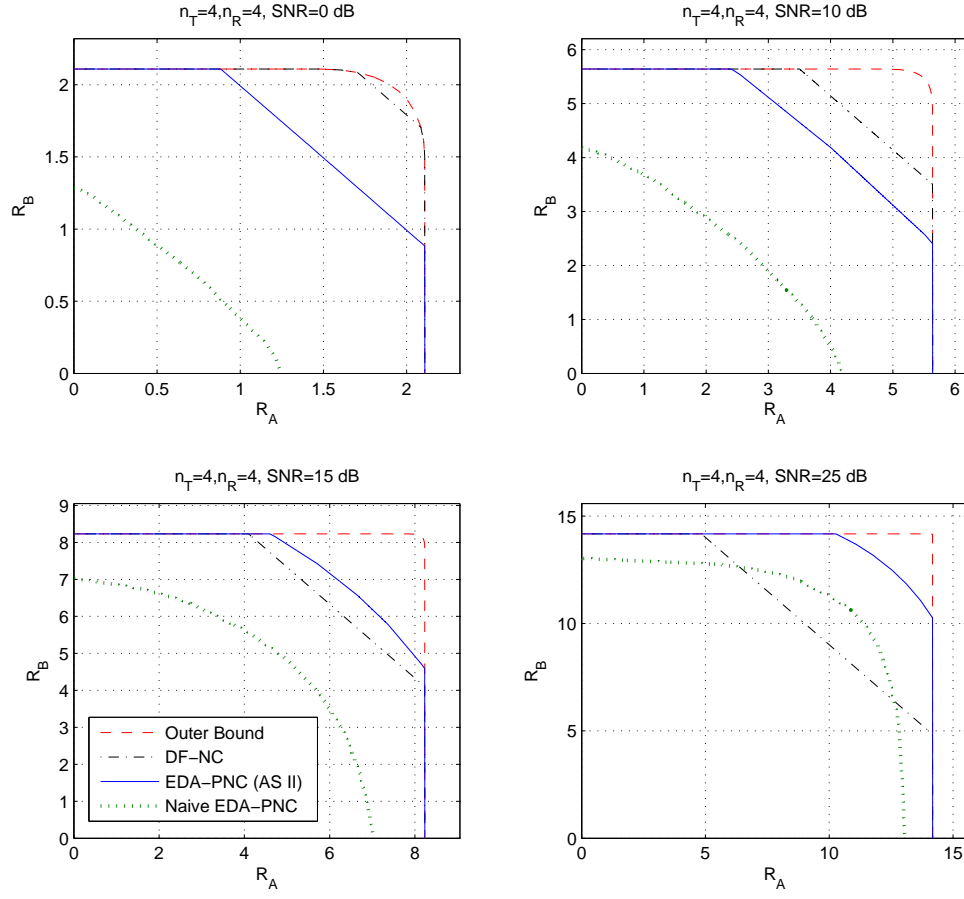 n_T=4,n_R=4, SNR=0 dB
2
1.5
1
0.5
0
R_B
0 0.5 1 1.5 2
R_A
n_T=4,n_R=4, SNR=10 dB
6
5
4
3
2
1
0
R_B
0 1 2 3 4 5 6
R_A
n_T=4,n_R=4, SNR=15 dB
9
8
7
6
5
4
3
2
1
0
R_B
Outer Bound
DF-NC
EDA-PNC (AS II)
Naive EDA-PNC
0 2 4 6 8
R_A
n_T=4,n_R=4, SNR=25 dB
15
10
5
0
R_B
0 5 10 15
R_A